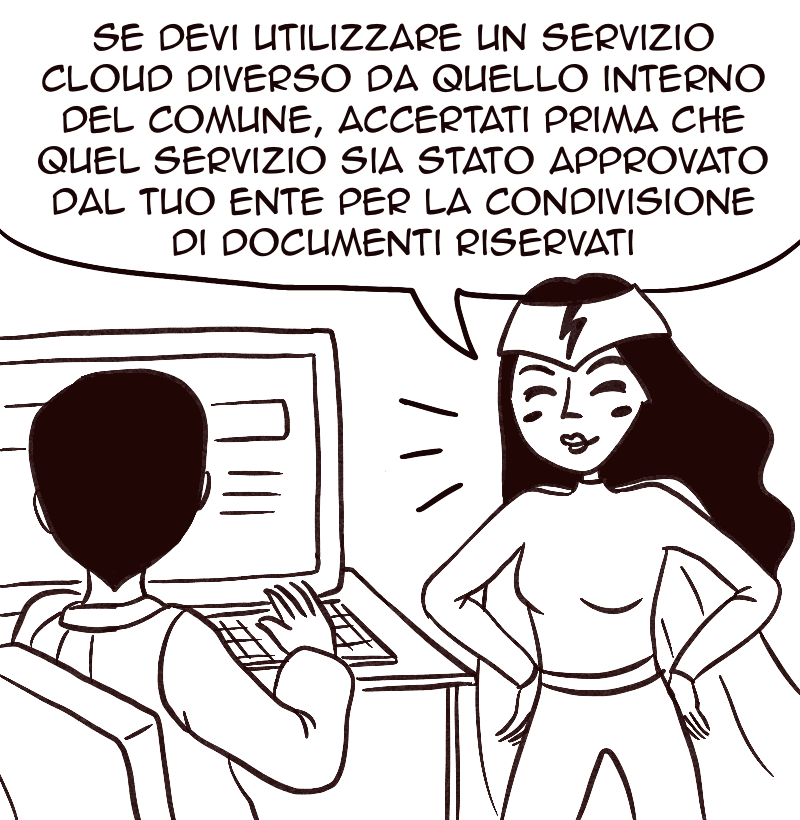 SE DEVI UTILIZZARE UN SERVIZIO
CLOUD DIVERSO DA QUELLO INTERNO
DEL COMUNE, ACCERTATI PRIMA CHE
QUEL SERVIZIO SIA STATO APPROVATO
DAL TUO ENTE PER LA CONDIVISIONE
DI DOCUMENTI RISERVATI